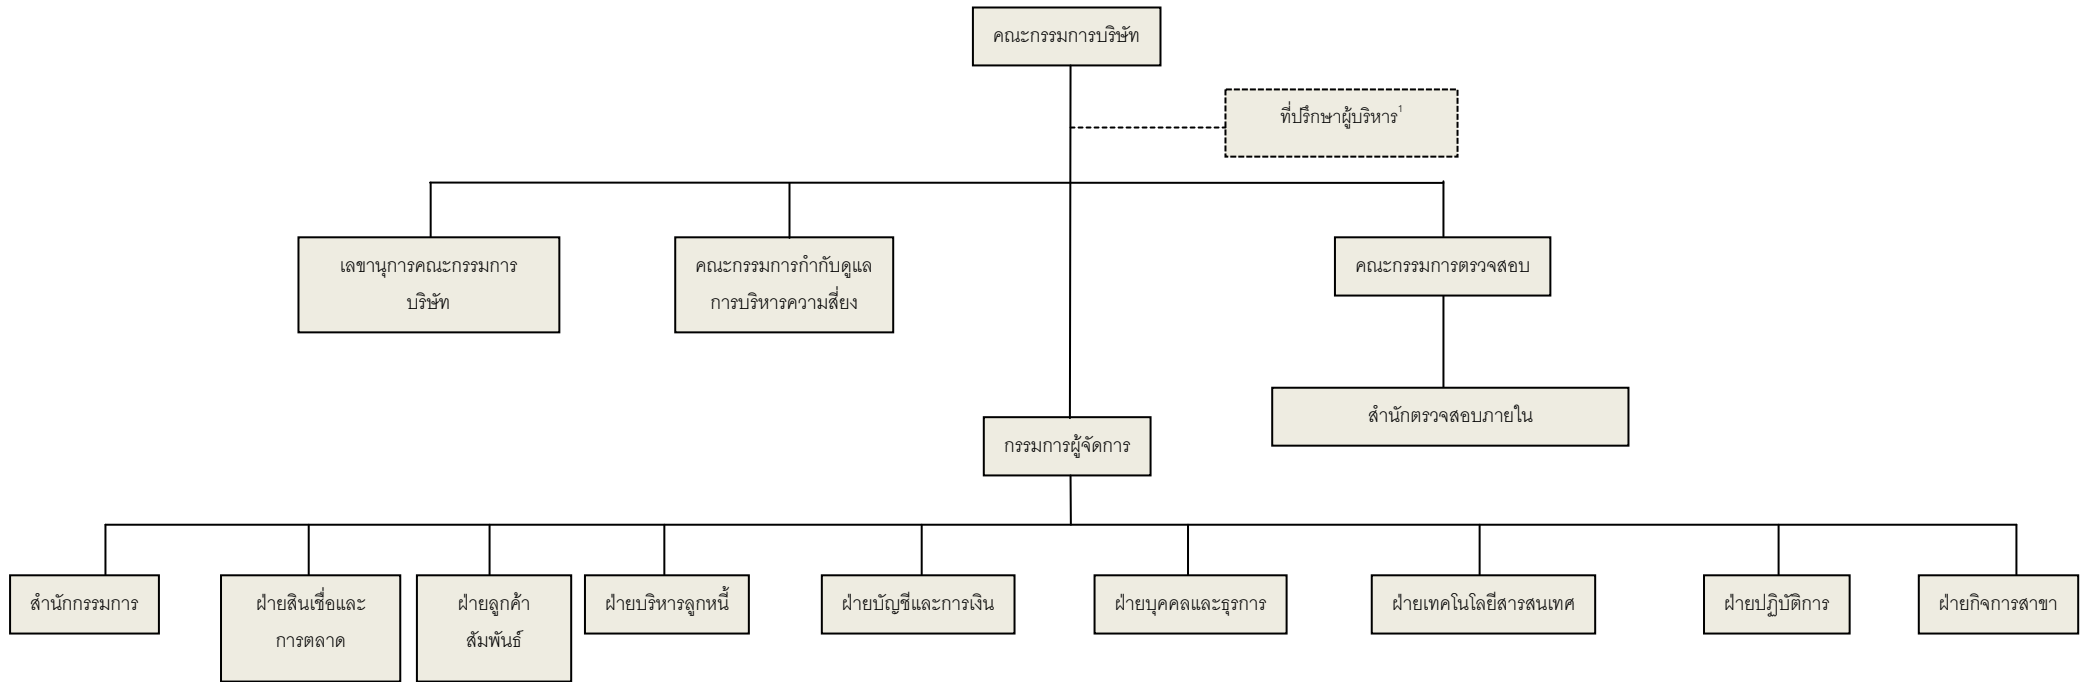 คณะกรรมการบริษัท
ที่ปรึกษาผู้บริหาร¹
เลขานุการคณะกรรมการ
บริษัท
คณะกรรมการกำกับดูแล
การบริหารความสี่ยง
คณะกรรมการตรวจสอบ
สำนักตรวจสอบภายใน
กรรมการผู้จัดการ
สำนักกรรมการ
ฝ่ายสินเชื่อและ
การตลาด
ฝ่ายลูกค้า
สัมพันธ์
ฝ่ายบริหารลูกหนี้
ฝ่ายบัญชีและการเงิน
ฝ่ายบุคคลและธุรการ
ฝ่ายเทคโนโลยีสารสนเทศ
ฝ่ายปฏิบัติการ
ฝ่ายกิจการสาขา